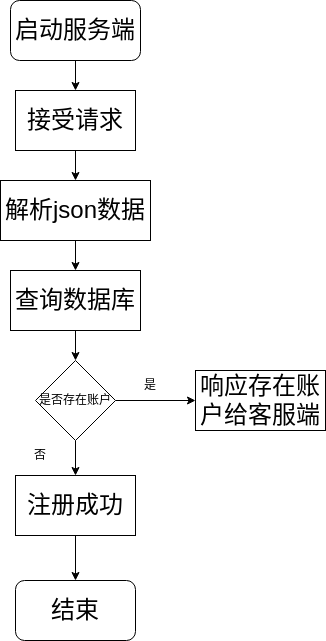 启动服务端
接受请求
解析json数据
查询数据库
是否存在账户
是
响应存在账
户给客服端
否
注册成功
结束